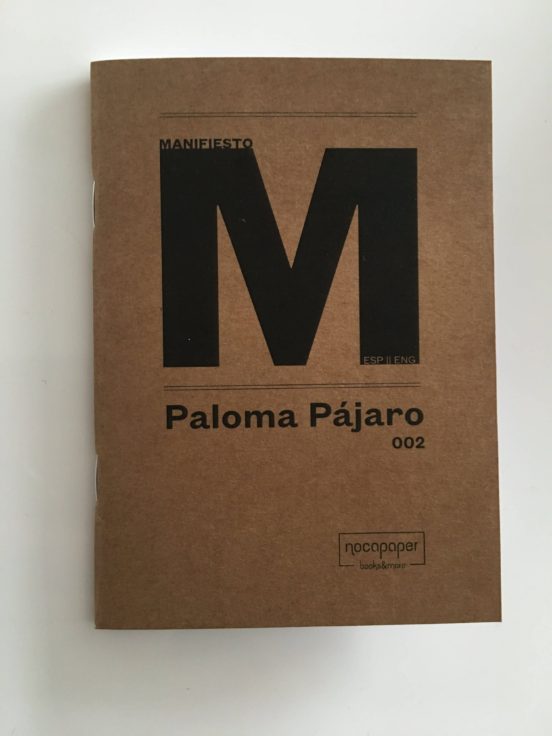 MANIFIESTO
M
ESP || ENG
Paloma Pájaro
002
nocapaper
books&more